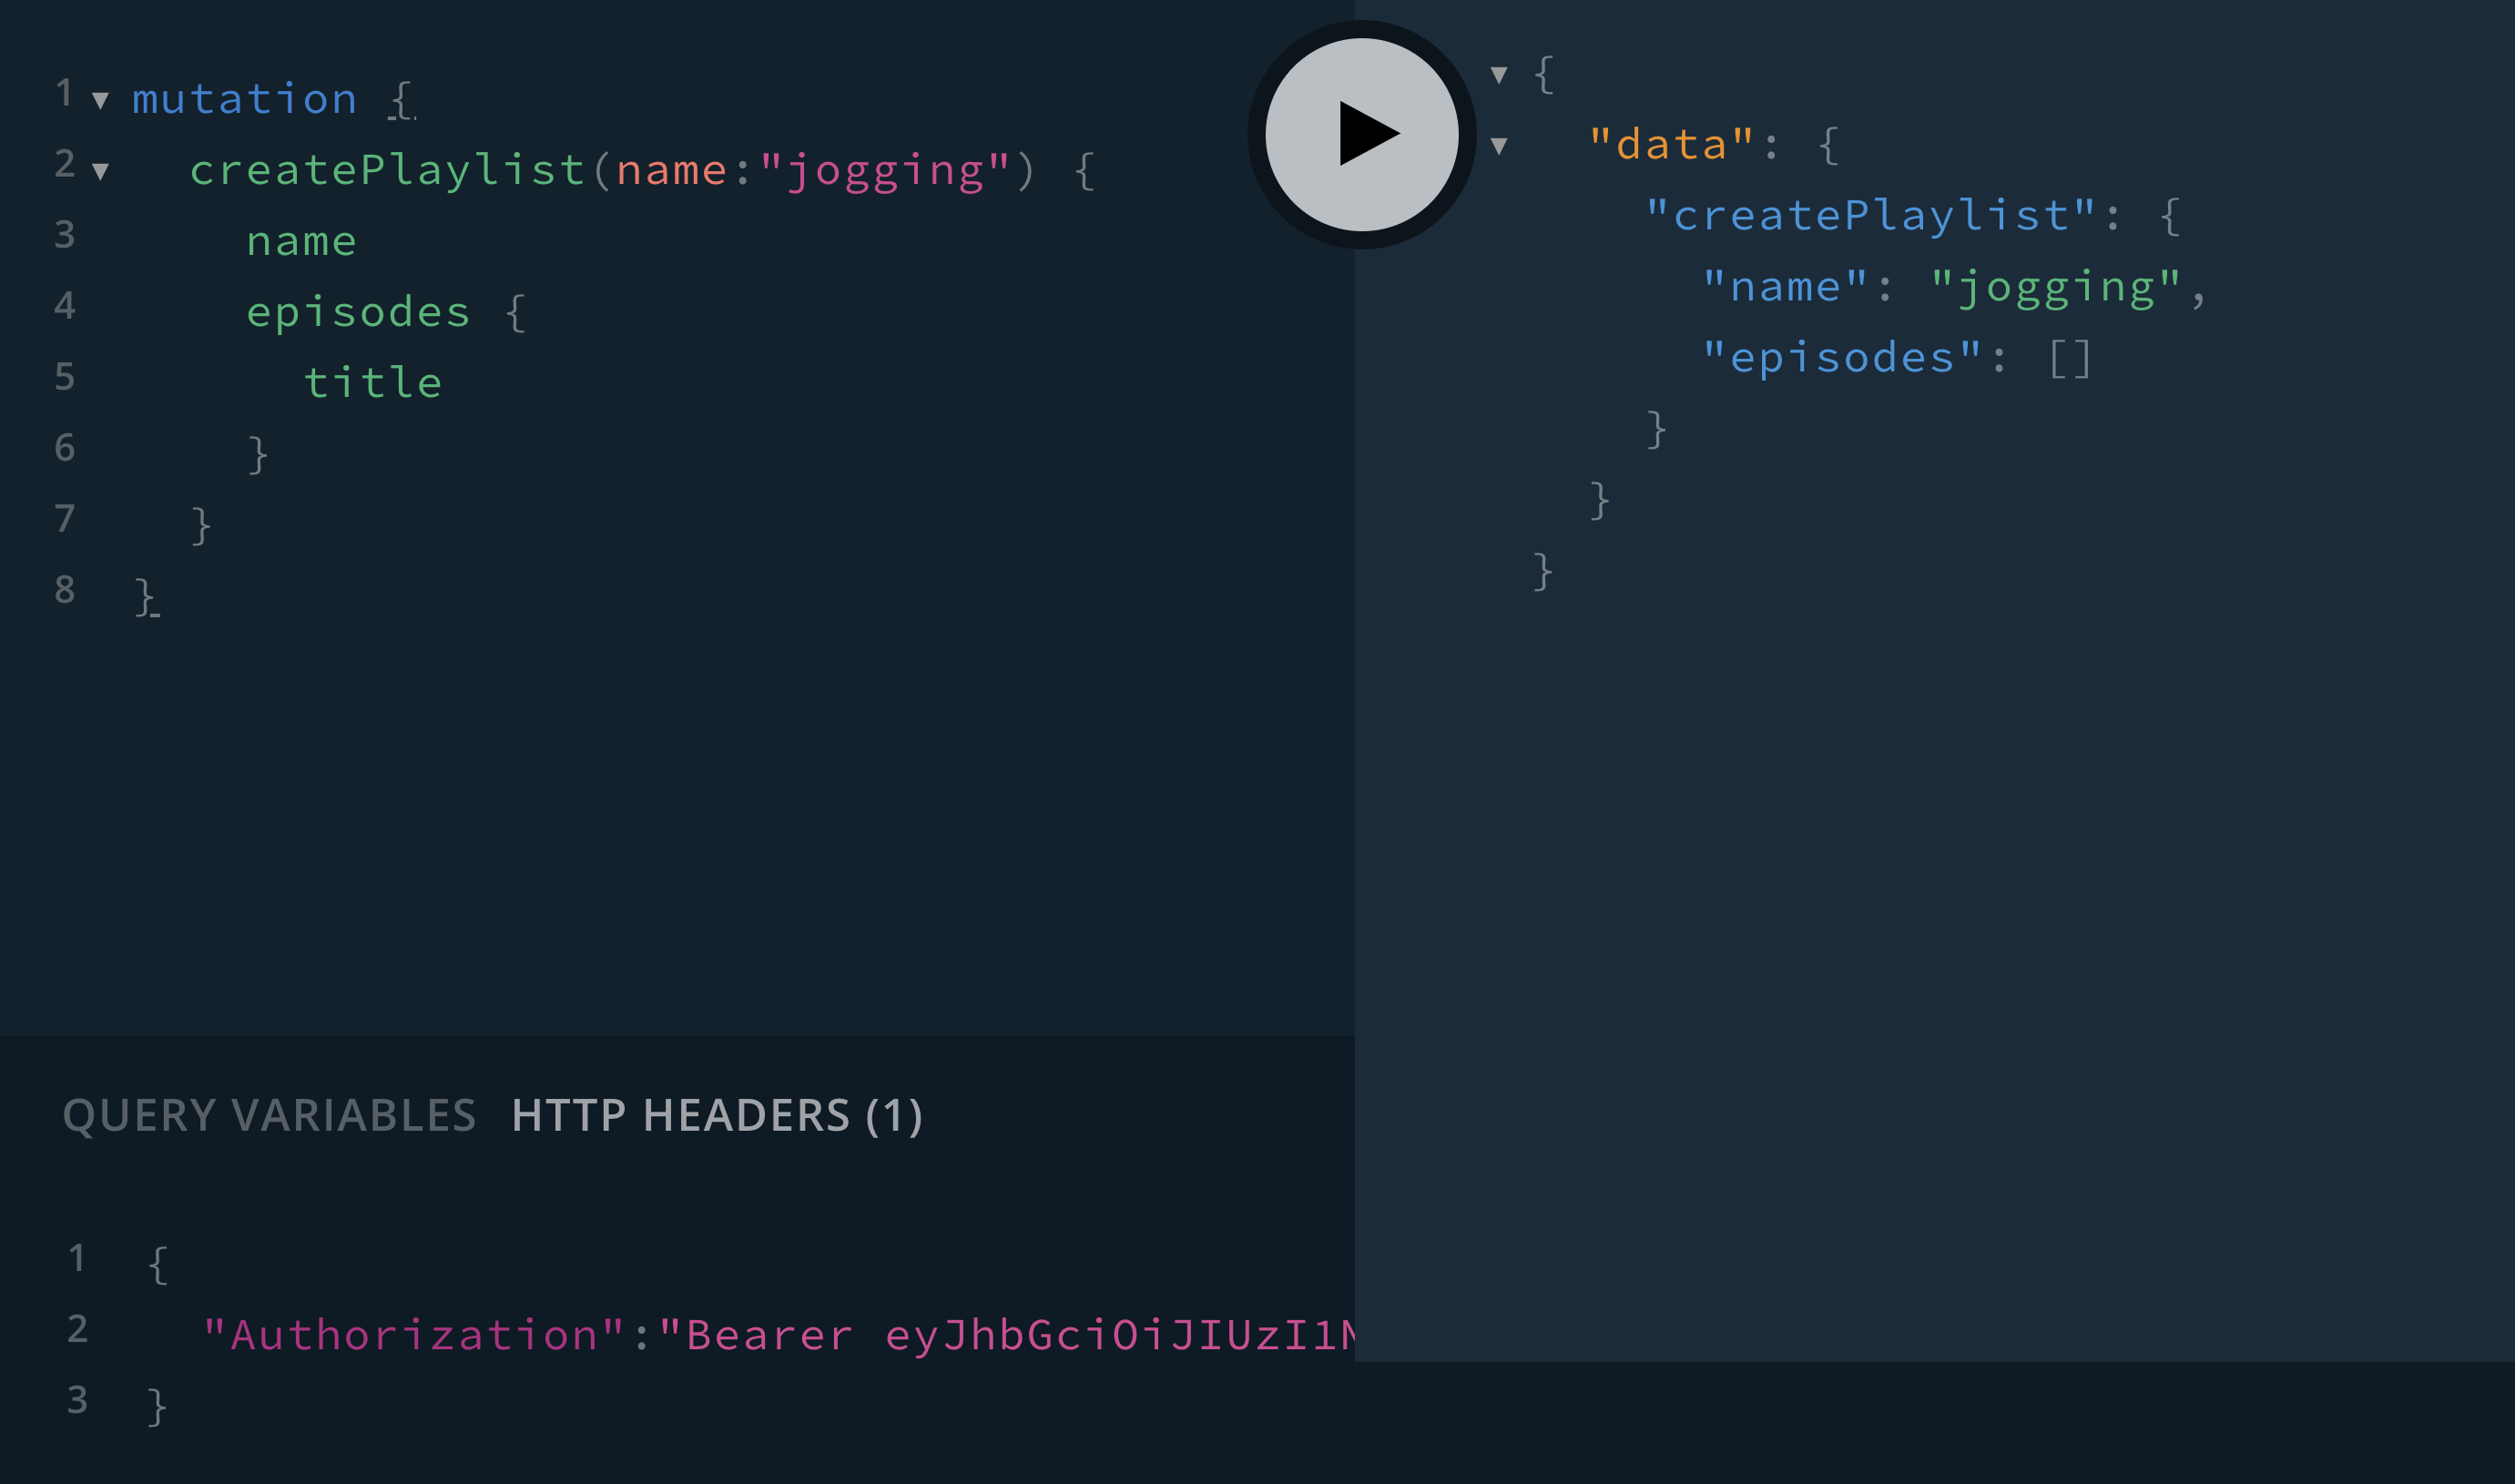 1 mutation {
2 createPlaylist(name:"jogging") {
3 name
4 episodes {
5 title
6 }
7 }
8 }
{
"data": {
"createPlaylist": {
"name": "jogging",
"episodes": []
}
}
}
QUERY VARIABLES HTTP HEADERS (1)
1 {
2 "Authorization":"Bearer eyJhbGciOiJIUzI1N
3 }